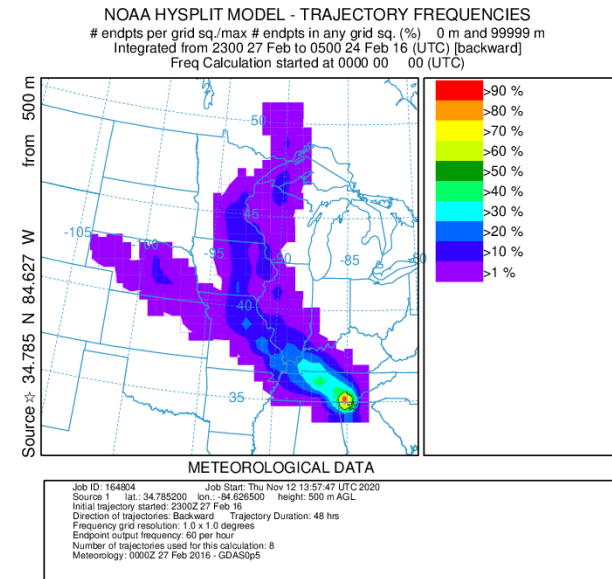 NOAA HYSPLIT MODEL - TRAJECTORY FREQUENCIES
# endpts per grid sq./max # endpts in any grid sq. (%) 0 m and 99999 m
Integrated from 2300 27 Feb to 0500 24 Feb 16 (UTC) [backward]
Freq Calculation started at 0000 00 00 (UTC)
Source ☆ 34.785 N 84.627 W from 500 m
50
45
-105
-100
-95
-90
-85
-80
40
35
>90 %
>80 %
>70 %
>60 %
>50 %
>40 %
>30 %
>20 %
>10 %
>1 %
METEOROLOGICAL DATA
Job ID: 164804 Job Start: Thu Nov 12 13:57:47 UTC 2020
Source 1 lat.: 34.785200 lon.: -84.626500 height: 500 m AGL
Initial trajectory started: 2300Z 27 Feb 16
Direction of trajectories: Backward Trajectory Duration: 48 hrs
Frequency grid resolution: 1.0 x 1.0 degrees
Endpoint output frequency: 60 per hour
Number of trajectories used for this calculation: 8
Meteorology: 0000Z 27 Feb 2016 - GDAS0p5